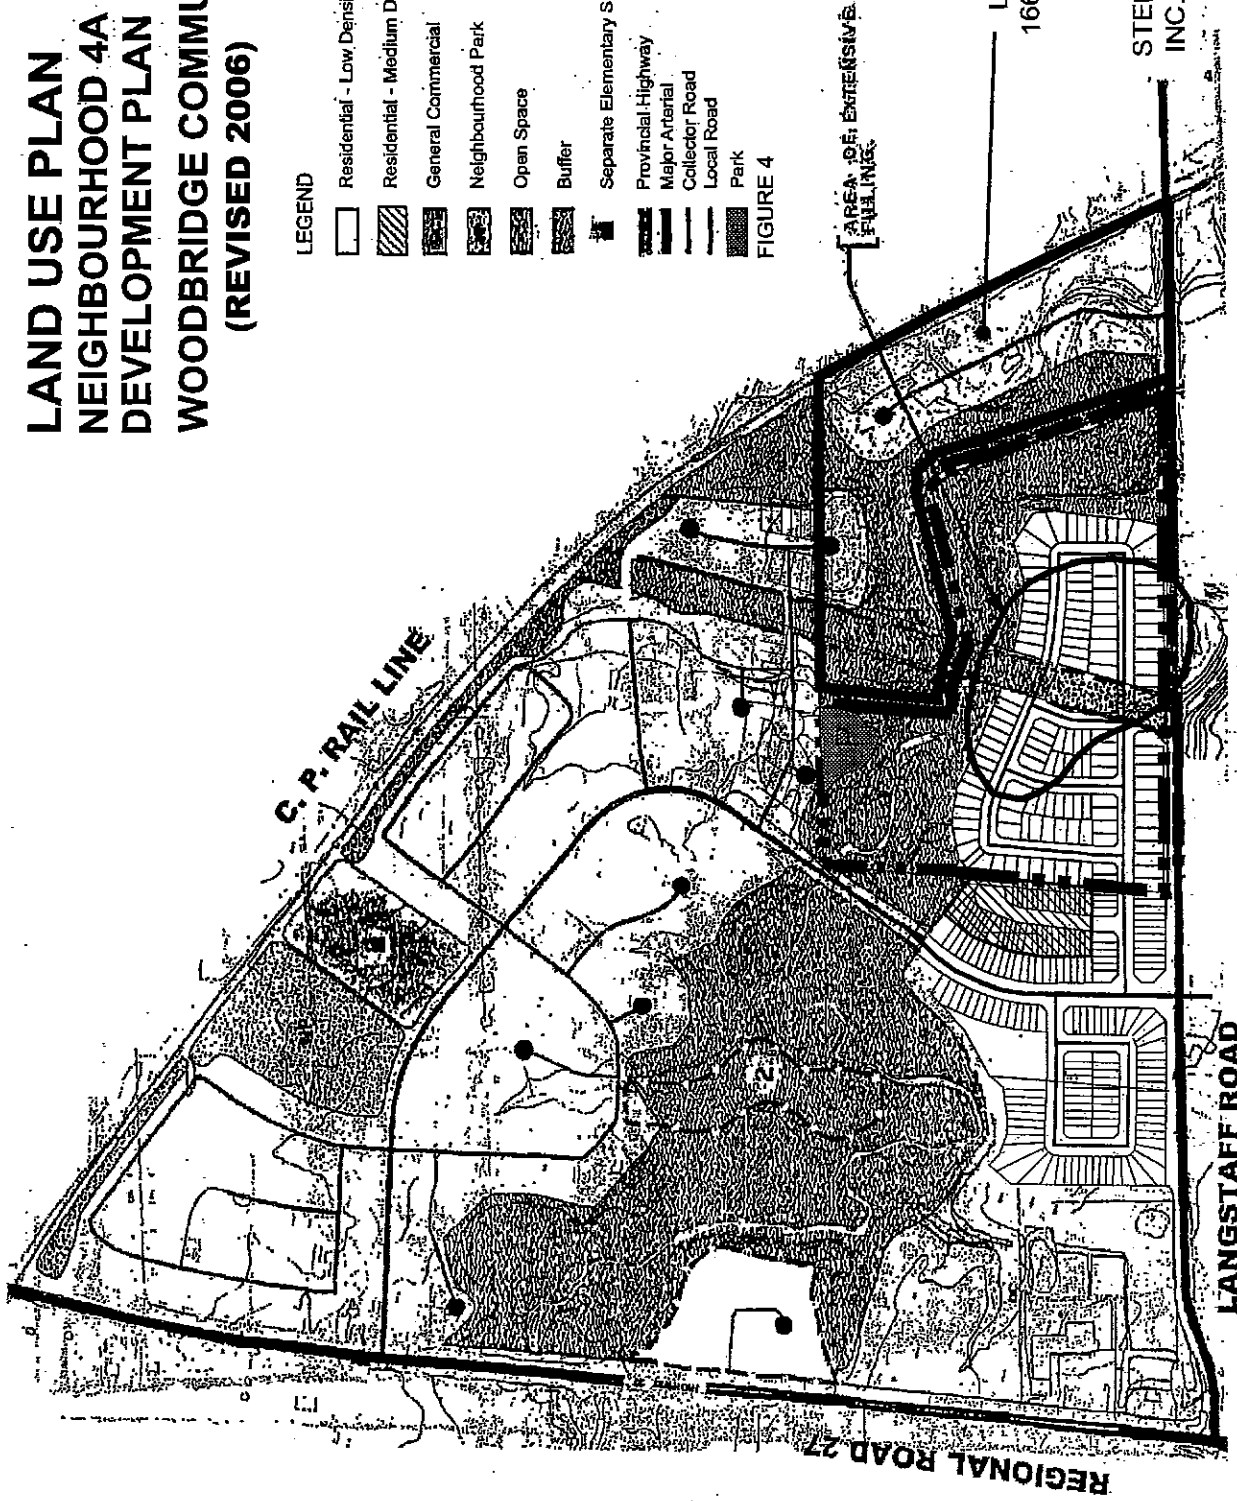 LAND USE PLAN
NEIGHBOURHOOD 4A
DEVELOPMENT PLAN
WOODBRIDGE COMMU
(REVISED 2006)
LEGEND
Residential - Low Densi
Residential - Medium D
General Commercial
Neighbourhood Park
Open Space
Buffer
Separate Elementary S
Provincial Highway
Major Arterial
Collector Road
Local Road
Park
FIGURE 4
AREA OF EXTENSIVE
FILLING
L
166
STEE
INC.
C. P. RAIL LINE
2
LANGSTAFF ROAD
REGIONAL ROAD 27